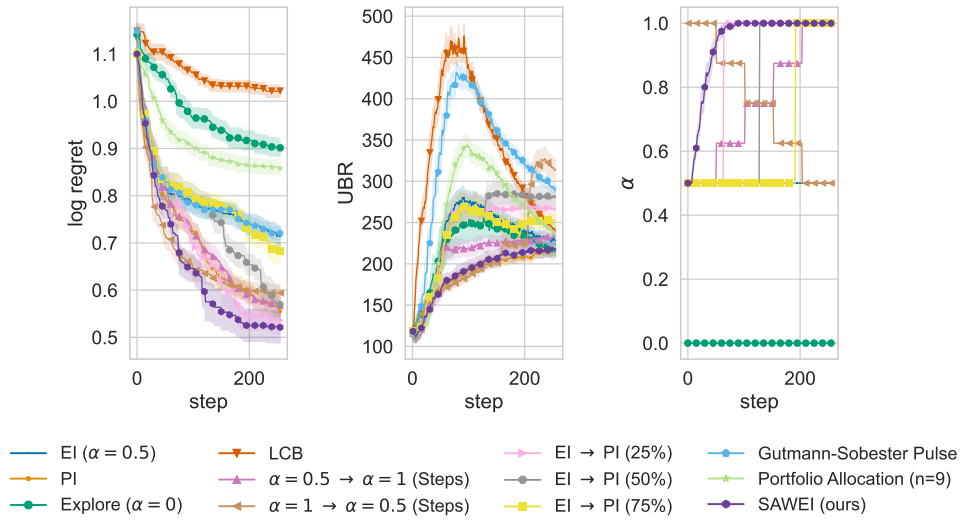 1.1
1.0
0.9
0.8
0.7
0.6
0.5
log regret
0
200
step
500
450
400
350
300
250
200
150
100
UBR
0
200
step
1.0
0.8
0.6
0.4
0.2
0.0
α
0
200
step
EI (α = 0.5)
PI
Explore (α = 0)
LCB
α = 0.5 → α = 1 (Steps)
α = 1 → α = 0.5 (Steps)
EI → PI (25%)
EI → PI (50%)
EI → PI (75%)
Gutmann-Sobester Pulse
Portfolio Allocation (n=9)
SAWEI (ours)